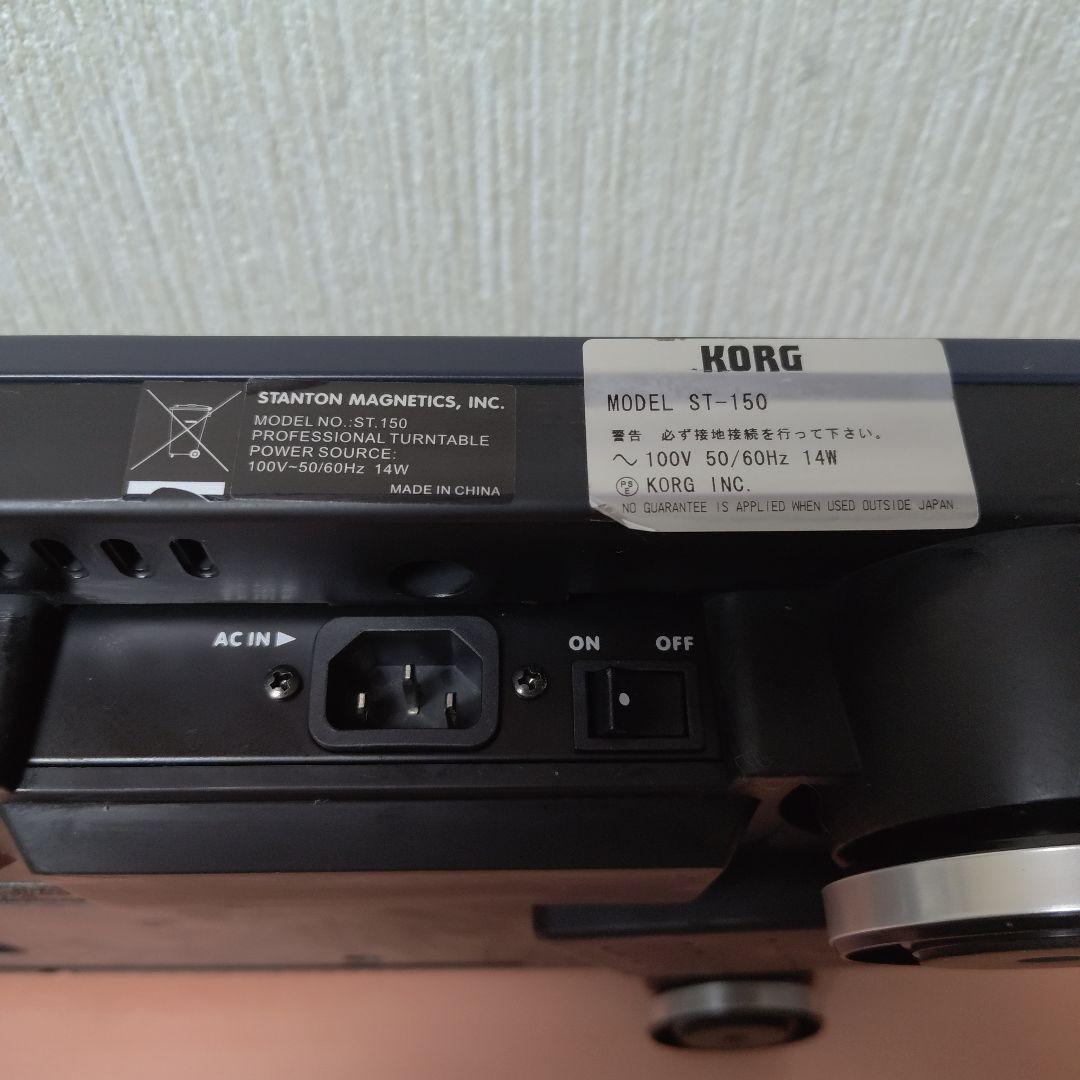 STANTON MAGNETICS, INC.
MODEL NO.:ST.150
PROFESSIONAL TURNTABLE
POWER SOURCE:
100V~50/60Hz 14W
MADE IN CHINA
KORG
MODEL ST-150
警告 必ず接地接続を行って下さい。
〜 100V 50/60Hz 14W
PSE KORG INC.
NO GUARANTEE IS APPLIED WHEN USED OUTSIDE JAPAN
AC IN ▶
ON OFF